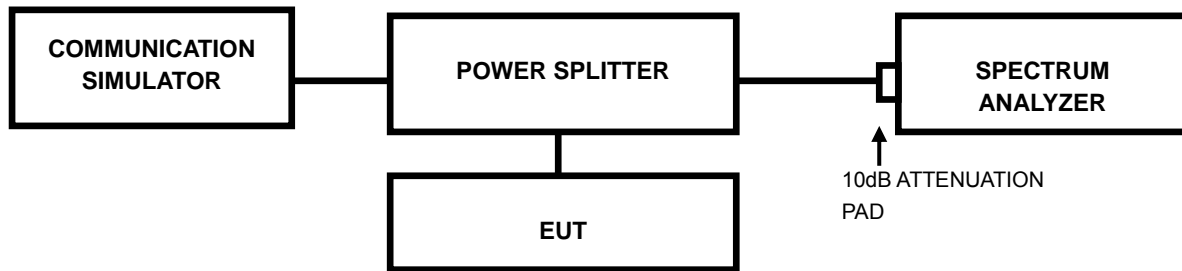 COMMUNICATION
SIMULATOR
POWER SPLITTER
SPECTRUM
ANALYZER
10dB ATTENUATION
PAD
EUT